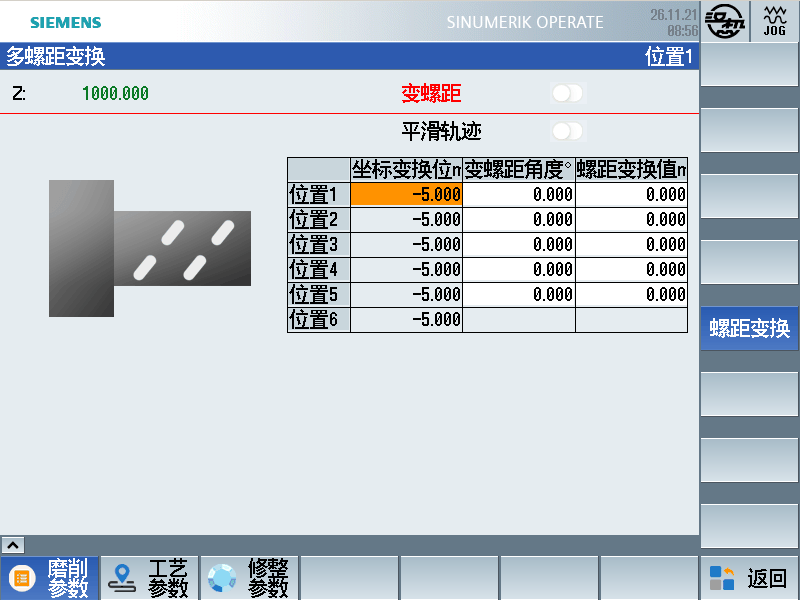 SIEMENS
SINUMERIK OPERATE
26.11.21
08:56
JOG
多螺距变换
位置1
Z:
1000.000
变螺距
平滑轨迹
坐标变换位 变螺距角度° 螺距变换值
位置1 -5.000 0.000 0.000
位置2 -5.000 0.000 0.000
位置3 -5.000 0.000 0.000
位置4 -5.000 0.000 0.000
位置5 -5.000 0.000 0.000
位置6 -5.000
螺距变换
磨削
参数
工艺
参数
修整
参数
返回